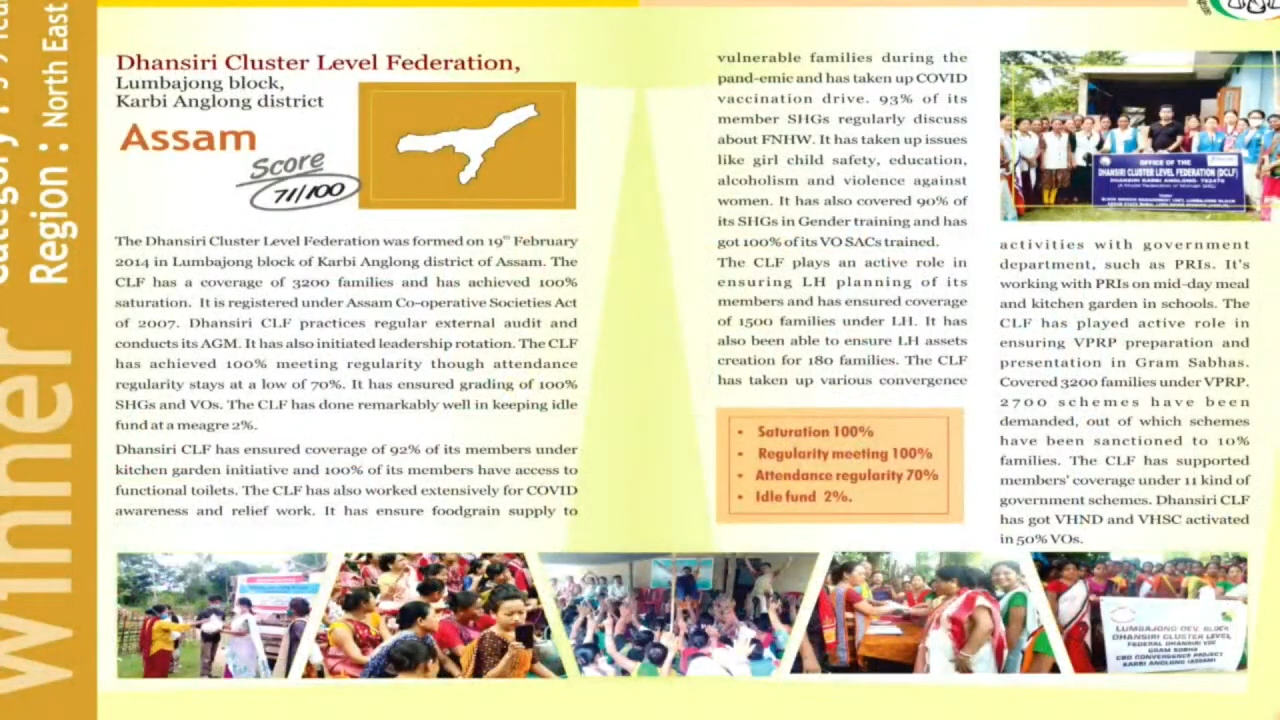 Winner
Region : North East
Dhansiri Cluster Level Federation,
Lumbajong block,
Karbi Anglong district
Assam
Score
71/100
The Dhansiri Cluster Level Federation was formed on 19th February
2014 in Lumbajong block of Karbi Anglong district of Assam. The
CLF has a coverage of 3200 families and has achieved 100%
saturation. It is registered under Assam Co-operative Societies Act
of 2007. Dhansiri CLF practices regular external audit and
conducts its AGM. It has also initiated leadership rotation. The CLF
has achieved 100% meeting regularity though attendance
regularity stays at a low of 70%. It has ensured grading of 100%
SHGs and VOs. The CLF has done remarkably well in keeping idle
fund at a meagre 2%.
Dhansiri CLF has ensured coverage of 92% of its members under
kitchen garden initiative and 100% of its members have access to
functional toilets. The CLF has also worked extensively for COVID
awareness and relief work. It has ensure foodgrain supply to
vulnerable families during the
pand-emic and has taken up COVID
vaccination drive. 93% of its
member SHGs regularly discuss
about FNHW. It has taken up issues
like girl child safety, education,
alcoholism and violence against
women. It has also covered 90% of
its SHGs in Gender training and has
got 100% of its VO SACs trained.
The CLF plays an active role in
ensuring LH planning of its
members and has ensured coverage
of 1500 families under LH. It has
also been able to ensure LH assets
creation for 180 families. The CLF
has taken up various convergence
• Saturation 100%
• Regularity meeting 100%
• Attendance regularity 70%
• Idle fund 2%.
OFFICE OF THE
DHANSIRI CLUSTER LEVEL FEDERATION (DCLF)
activities with government
department, such as PRIs. It's
working with PRIs on mid-day meal
and kitchen garden in schools. The
CLF has played active role in
ensuring VPRP preparation and
presentation in Gram Sabhas.
Covered 3200 families under VPRP.
2700 schemes have been
demanded, out of which schemes
have been sanctioned to 10%
families. The CLF has supported
members' coverage under 11 kind of
government schemes. Dhansiri CLF
has got VHND and VHSC activated
in 50% VOs.
LUMBAJONG DEV. BLOCK
DHANSIRI CLUSTER LEVEL
FEDERAL DHANSIRI VDC
GRAM SOBHA
CBO CONVERGENCE PROJECT
KARBI ANGLONG (ASSAM)